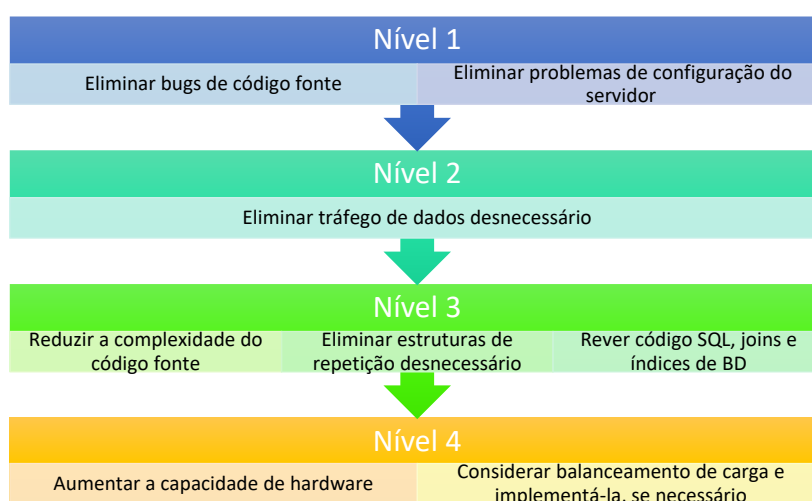 Nível 1
Eliminar bugs de código fonte
Eliminar problemas de configuração do
servidor
Nível 2
Eliminar tráfego de dados desnecessário
Nível 3
Reduzir a complexidade do
código fonte
Eliminar estruturas de
repetição desnecessário
Rever código SQL, joins e
índices de BD
Nível 4
Aumentar a capacidade de hardware
Considerar balanceamento de carga e
implementá-la, se necessário